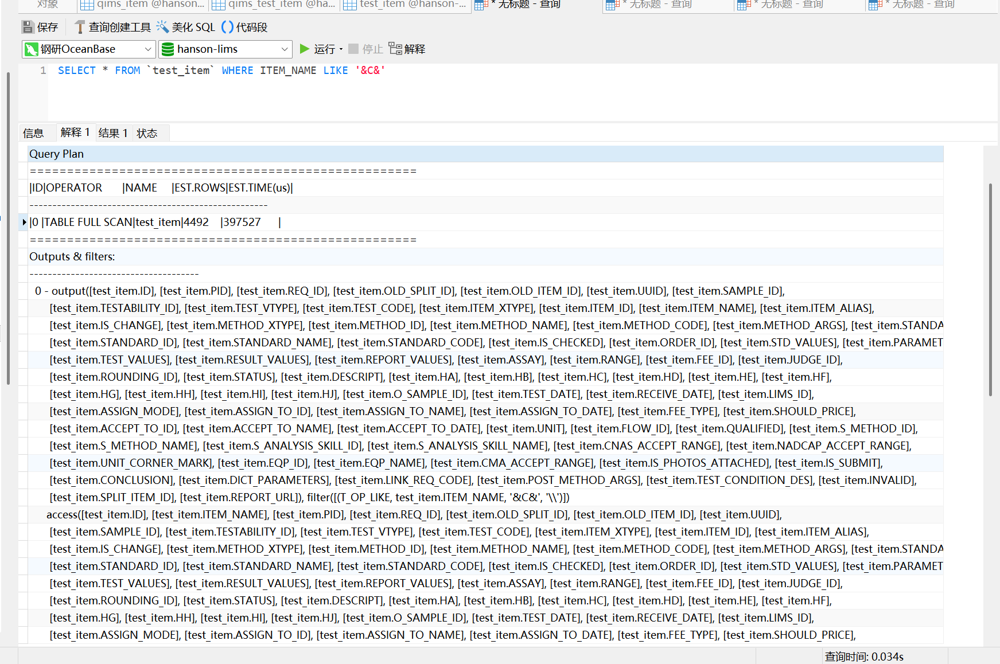 对象 qims_item @hanson... qims_test_item @ha... test_item @hanson-... * 无标题 - 查询 * 无标题 - 查询 * 无标题 - 查询 * 无标题 - 查询
保存 查询创建工具 美化 SQL 代码段
钢研OceanBase hanson-lims 运行 停止 解释
1 SELECT * FROM `test_item` WHERE ITEM_NAME LIKE '&C&'
信息 解释 1 结果 1 状态
Query Plan
====================================================
|ID|OPERATOR |NAME |EST.ROWS|EST.TIME(us)|
----------------------------------------------------
|0 |TABLE FULL SCAN|test_item|4492 |397527 |
====================================================
Outputs & filters:
-------------------------------------
0 - output([test_item.ID], [test_item.PID], [test_item.REQ_ID], [test_item.OLD_SPLIT_ID], [test_item.OLD_ITEM_ID], [test_item.UUID], [test_item.SAMPLE_ID],
[test_item.TESTABILITY_ID], [test_item.TEST_VTYPE], [test_item.TEST_CODE], [test_item.ITEM_XTYPE], [test_item.ITEM_ID], [test_item.ITEM_NAME], [test_item.ITEM_ALIAS],
[test_item.IS_CHANGE], [test_item.METHOD_XTYPE], [test_item.METHOD_ID], [test_item.METHOD_NAME], [test_item.METHOD_CODE], [test_item.METHOD_ARGS], [test_item.STANDA
[test_item.STANDARD_ID], [test_item.STANDARD_NAME], [test_item.STANDARD_CODE], [test_item.IS_CHECKED], [test_item.ORDER_ID], [test_item.STD_VALUES], [test_item.PARAMET
[test_item.TEST_VALUES], [test_item.RESULT_VALUES], [test_item.REPORT_VALUES], [test_item.ASSAY], [test_item.RANGE], [test_item.FEE_ID], [test_item.JUDGE_ID],
[test_item.ROUNDING_ID], [test_item.STATUS], [test_item.DESCRIPT], [test_item.HA], [test_item.HB], [test_item.HC], [test_item.HD], [test_item.HE], [test_item.HF],
[test_item.HG], [test_item.HH], [test_item.HI], [test_item.HJ], [test_item.O_SAMPLE_ID], [test_item.TEST_DATE], [test_item.RECEIVE_DATE], [test_item.LIMS_ID],
[test_item.ASSIGN_MODE], [test_item.ASSIGN_TO_ID], [test_item.ASSIGN_TO_NAME], [test_item.ASSIGN_TO_DATE], [test_item.FEE_TYPE], [test_item.SHOULD_PRICE],
[test_item.ACCEPT_TO_ID], [test_item.ACCEPT_TO_NAME], [test_item.ACCEPT_TO_DATE], [test_item.UNIT], [test_item.FLOW_ID], [test_item.QUALIFIED], [test_item.S_METHOD_ID],
[test_item.S_METHOD_NAME], [test_item.S_ANALYSIS_SKILL_ID], [test_item.S_ANALYSIS_SKILL_NAME], [test_item.CNAS_ACCEPT_RANGE], [test_item.NADCAP_ACCEPT_RANGE],
[test_item.UNIT_CORNER_MARK], [test_item.EQP_ID], [test_item.EQP_NAME], [test_item.CMA_ACCEPT_RANGE], [test_item.IS_PHOTOS_ATTACHED], [test_item.IS_SUBMIT],
[test_item.CONCLUSION], [test_item.DICT_PARAMETERS], [test_item.LINK_REQ_CODE], [test_item.POST_METHOD_ARGS], [test_item.TEST_CONDITION_DES], [test_item.INVALID],
[test_item.SPLIT_ITEM_ID], [test_item.REPORT_URL]), filter([(T_OP_LIKE, test_item.ITEM_NAME, '&C&', '\\')])
access([test_item.ID], [test_item.ITEM_NAME], [test_item.PID], [test_item.REQ_ID], [test_item.OLD_SPLIT_ID], [test_item.OLD_ITEM_ID], [test_item.UUID],
[test_item.SAMPLE_ID], [test_item.TESTABILITY_ID], [test_item.TEST_VTYPE], [test_item.TEST_CODE], [test_item.ITEM_XTYPE], [test_item.ITEM_ID], [test_item.ITEM_ALIAS],
[test_item.IS_CHANGE], [test_item.METHOD_XTYPE], [test_item.METHOD_ID], [test_item.METHOD_NAME], [test_item.METHOD_CODE], [test_item.METHOD_ARGS], [test_item.STANDA
[test_item.STANDARD_ID], [test_item.STANDARD_NAME], [test_item.STANDARD_CODE], [test_item.IS_CHECKED], [test_item.ORDER_ID], [test_item.STD_VALUES], [test_item.PARAMET
[test_item.TEST_VALUES], [test_item.RESULT_VALUES], [test_item.REPORT_VALUES], [test_item.ASSAY], [test_item.RANGE], [test_item.FEE_ID], [test_item.JUDGE_ID],
[test_item.ROUNDING_ID], [test_item.STATUS], [test_item.DESCRIPT], [test_item.HA], [test_item.HB], [test_item.HC], [test_item.HD], [test_item.HE], [test_item.HF],
[test_item.HG], [test_item.HH], [test_item.HI], [test_item.HJ], [test_item.O_SAMPLE_ID], [test_item.TEST_DATE], [test_item.RECEIVE_DATE], [test_item.LIMS_ID],
[test_item.ASSIGN_MODE], [test_item.ASSIGN_TO_ID], [test_item.ASSIGN_TO_NAME], [test_item.ASSIGN_TO_DATE], [test_item.FEE_TYPE], [test_item.SHOULD_PRICE],
查询时间: 0.034s